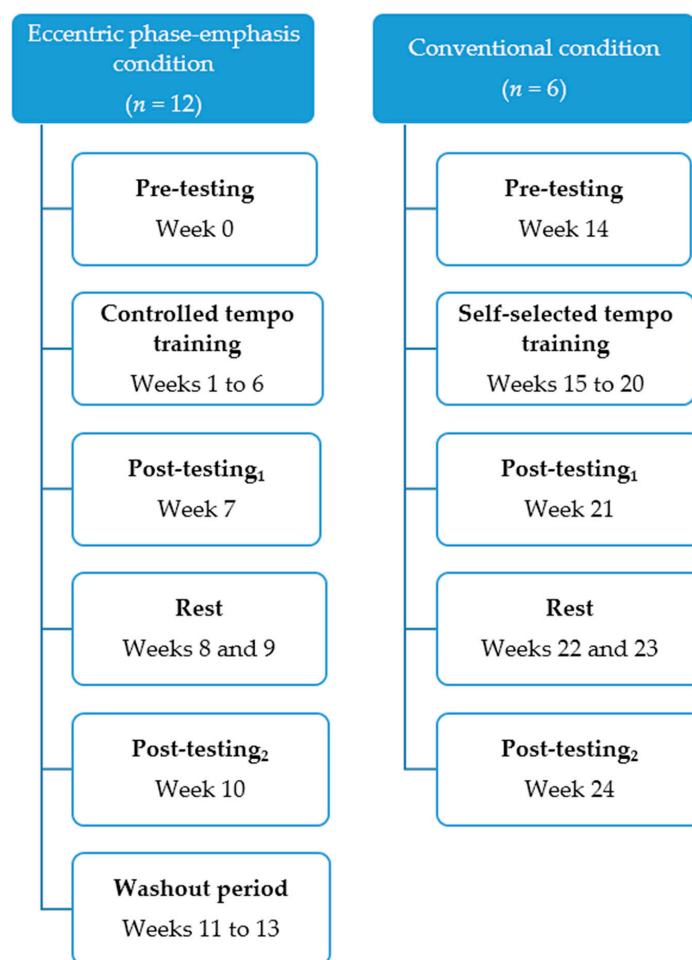 Eccentric phase-emphasis
condition
(n = 12)
Pre-testing
Week 0
Controlled tempo
training
Weeks 1 to 6
Post-testing₁
Week 7
Rest
Weeks 8 and 9
Post-testing₂
Week 10
Washout period
Weeks 11 to 13
Conventional condition
(n = 6)
Pre-testing
Week 14
Self-selected tempo
training
Weeks 15 to 20
Post-testing₁
Week 21
Rest
Weeks 22 and 23
Post-testing₂
Week 24